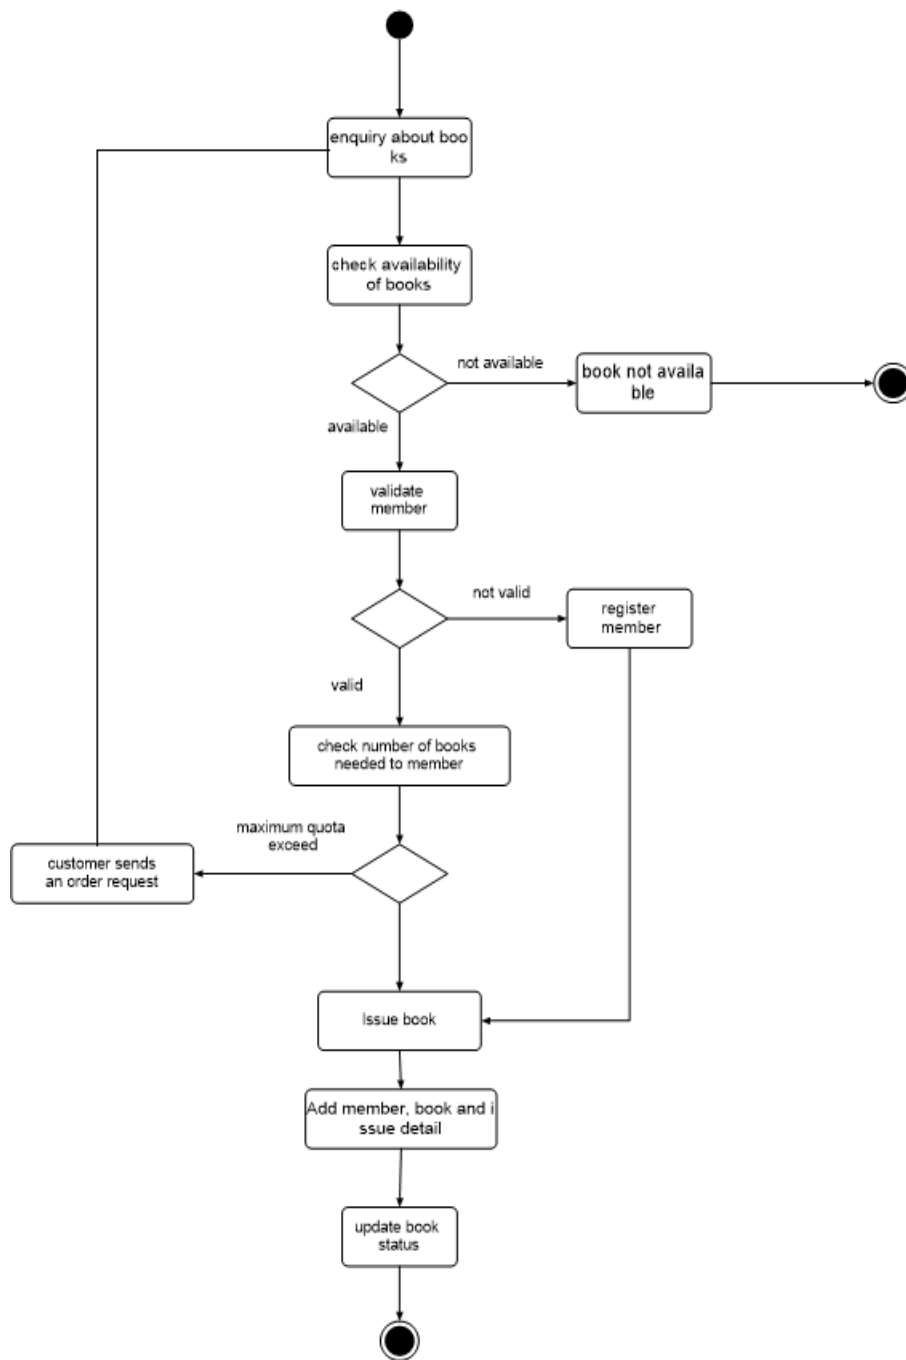 enquiry about boo
ks
check availability
of books
not available
book not availa
ble
available
validate
member
not valid
register
member
valid
check number of books
needed to member
maximum quota
exceed
customer sends
an order request
Issue book
Add member, book and i
ssue detail
update book
status